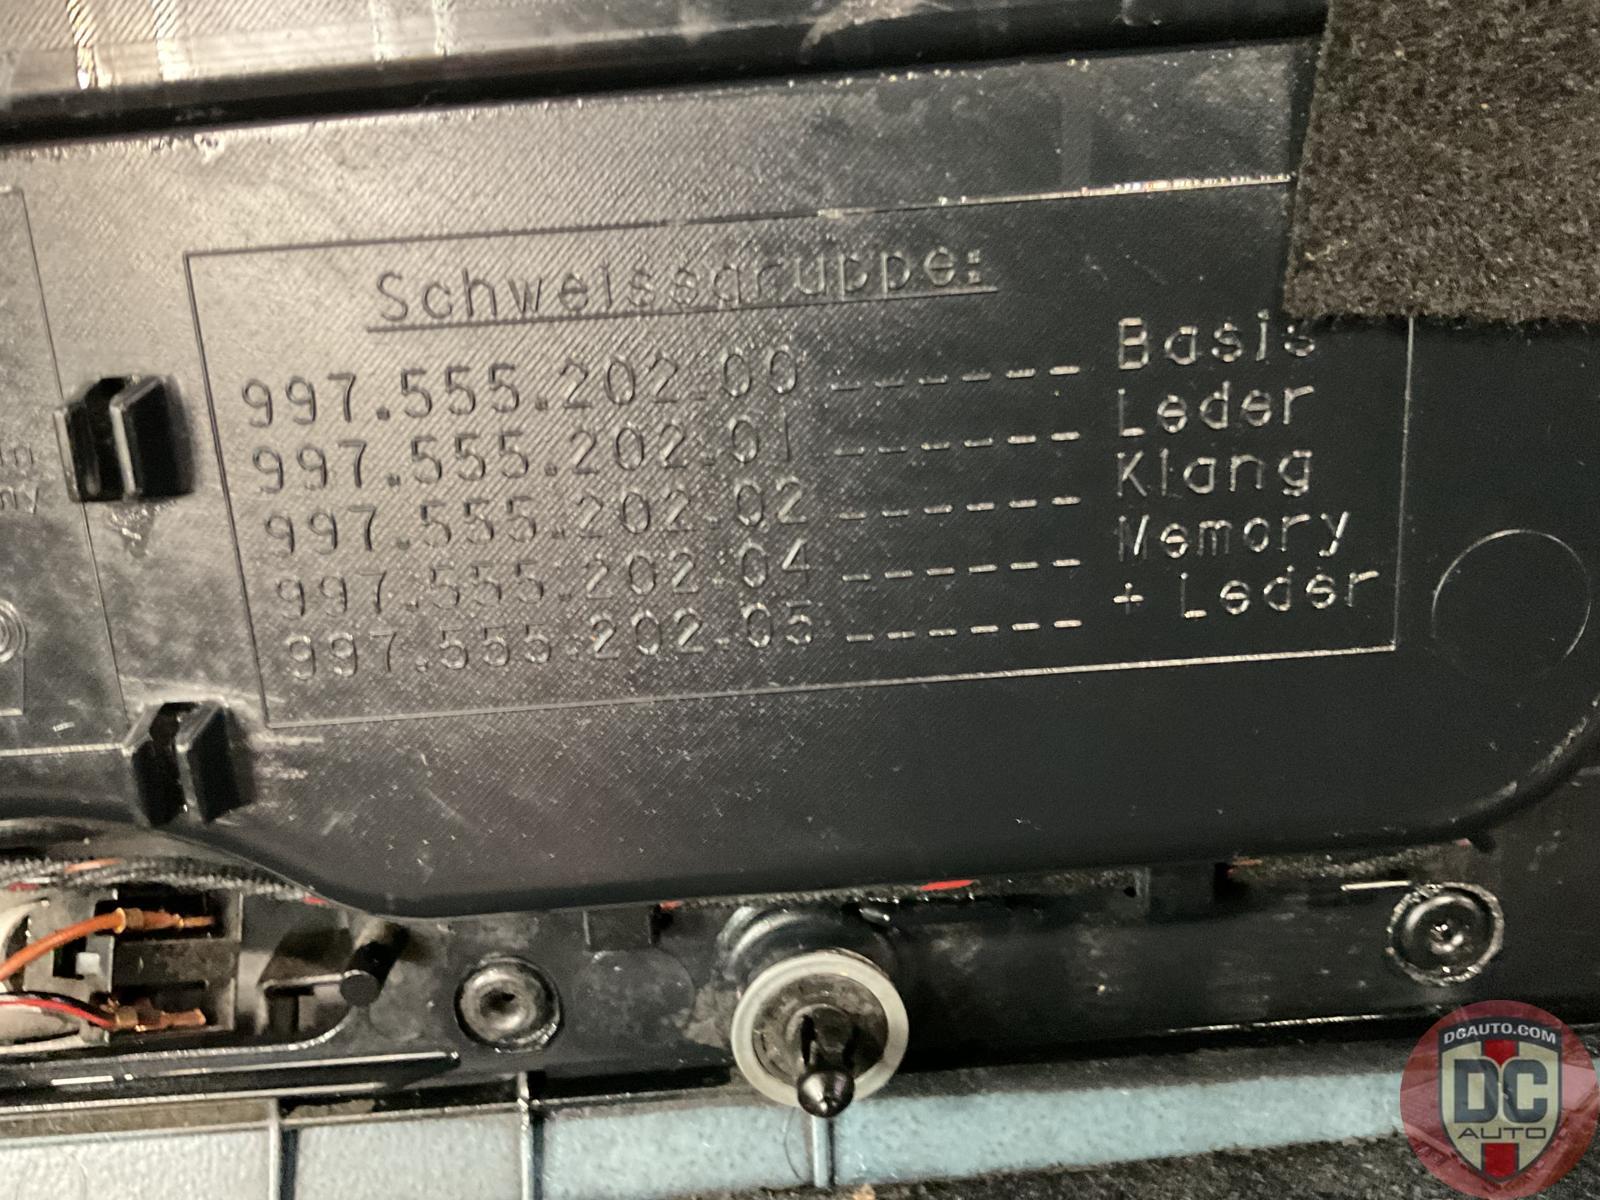 Schweissgruppe:
997.555.202.00 ------ Basis
997.555.202.01 ------ Leder
997.555.202.02 ------ Klang
997.555.202.04 ------ Memory
997.555.202.05 ------ + Leder
DCAUTO.COM
DC
AUTO